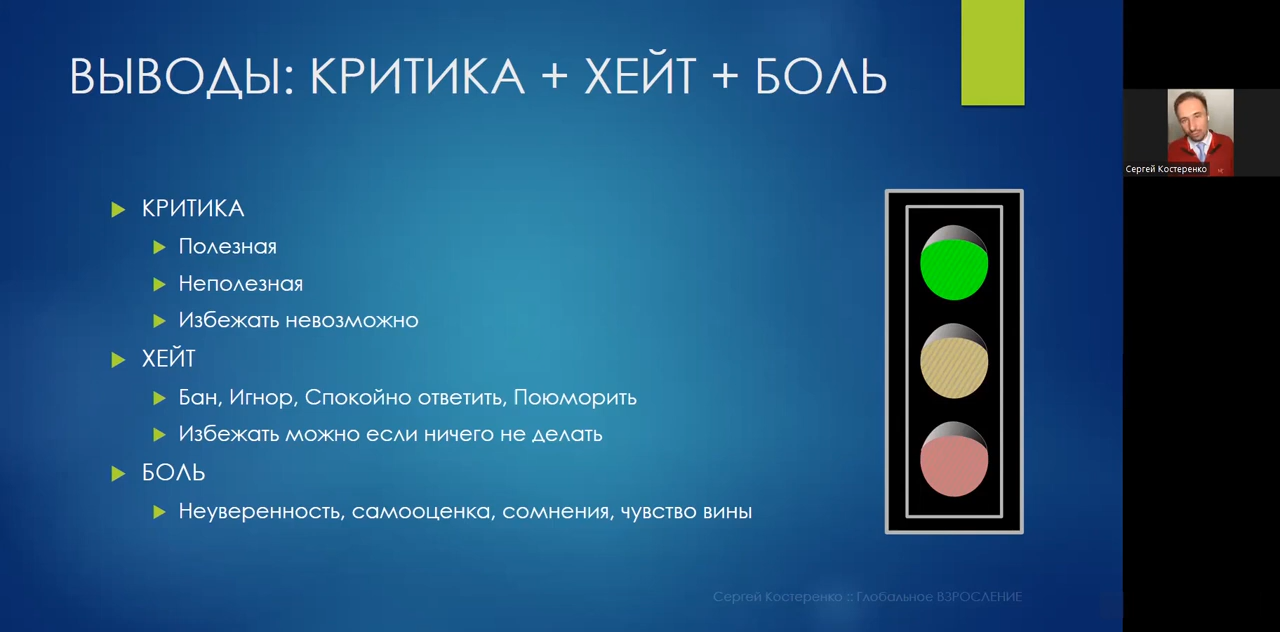 ВЫВОДЫ: КРИТИКА + ХЕЙТ + БОЛЬ
КРИТИКА
Полезная
Неполезная
Избежать невозможно
ХЕЙТ
Бан, Игнор, Спокойно ответить, Поюморить
Избежать можно если ничего не делать
БОЛЬ
Неуверенность, самооценка, сомнения, чувство вины
Сергей Костеренко :: Глобальное ВЗРОСЛЕНИЕ
Сергей Костеренко